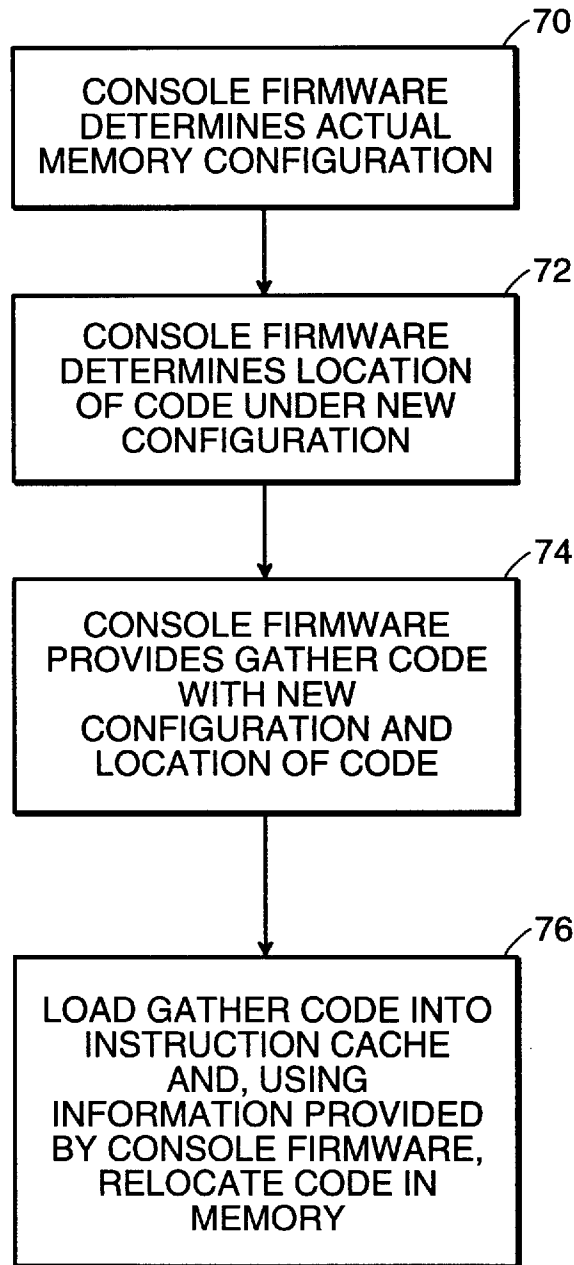 70
CONSOLE FIRMWARE
DETERMINES ACTUAL
MEMORY CONFIGURATION
72
CONSOLE FIRMWARE
DETERMINES LOCATION
OF CODE UNDER NEW
CONFIGURATION
74
CONSOLE FIRMWARE
PROVIDES GATHER CODE
WITH NEW
CONFIGURATION AND
LOCATION OF CODE
76
LOAD GATHER CODE INTO
INSTRUCTION CACHE
AND, USING
INFORMATION PROVIDED
BY CONSOLE FIRMWARE,
RELOCATE CODE IN
MEMORY